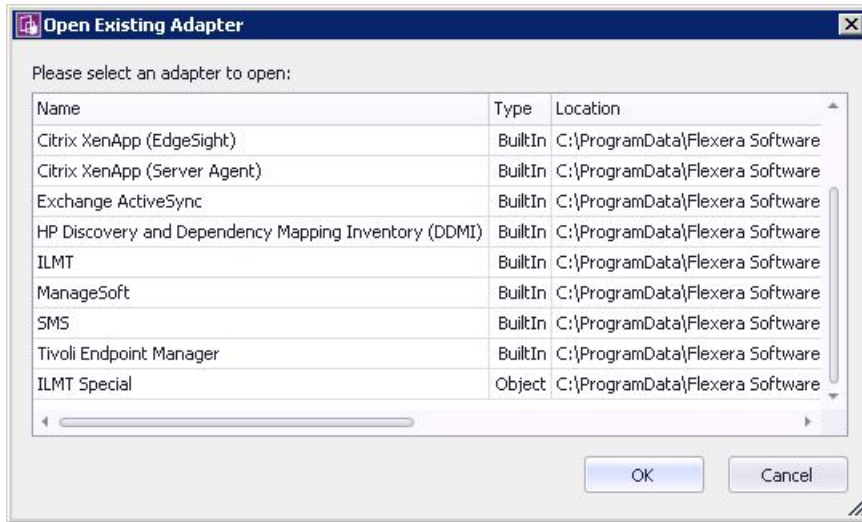 Open Existing Adapter
Please select an adapter to open:
Name Type Location
Citrix XenApp (EdgeSight) BuiltIn C:\ProgramData\Flexera Software
Citrix XenApp (Server Agent) BuiltIn C:\ProgramData\Flexera Software
Exchange ActiveSync BuiltIn C:\ProgramData\Flexera Software
HP Discovery and Dependency Mapping Inventory (DDMI) BuiltIn C:\ProgramData\Flexera Software
ILMT BuiltIn C:\ProgramData\Flexera Software
ManageSoft BuiltIn C:\ProgramData\Flexera Software
SMS BuiltIn C:\ProgramData\Flexera Software
Tivoli Endpoint Manager BuiltIn C:\ProgramData\Flexera Software
ILMT Special Object C:\ProgramData\Flexera Software
OK Cancel